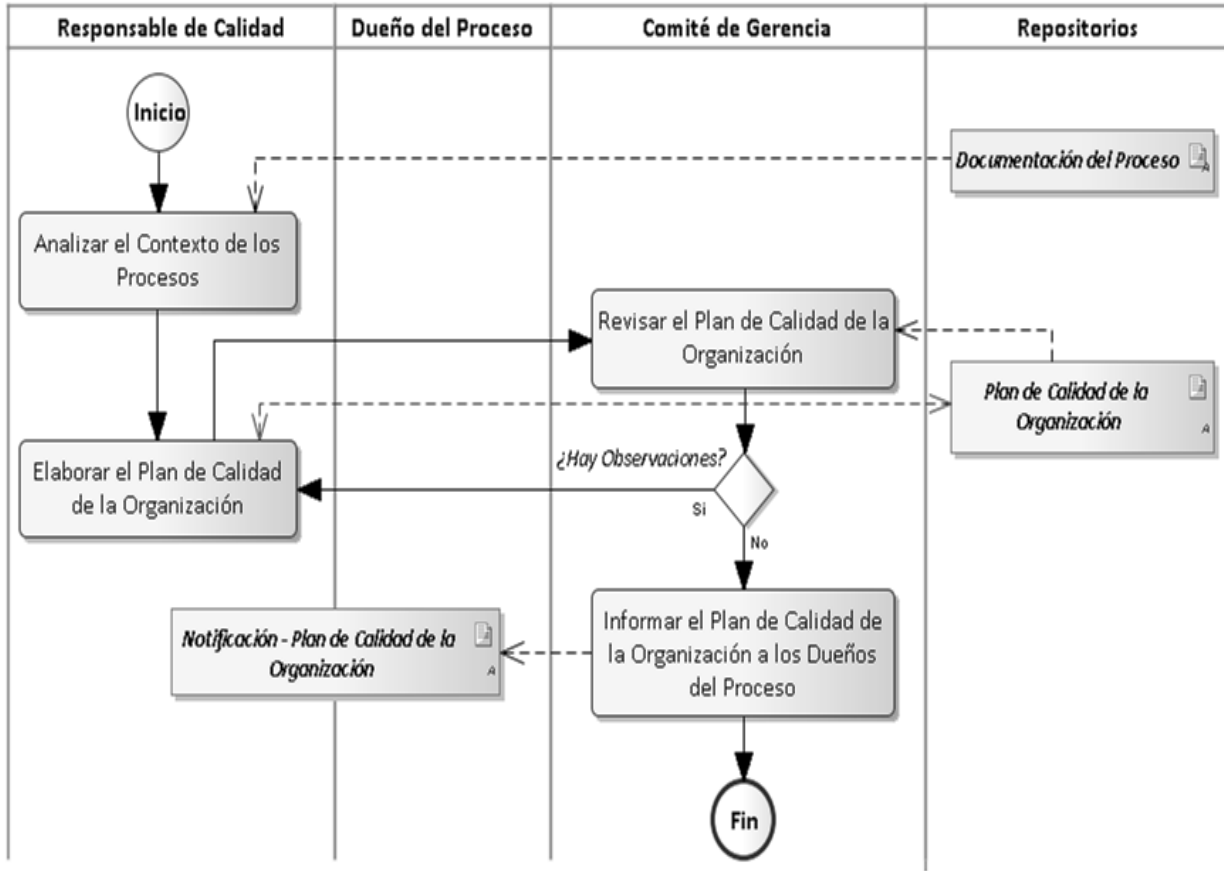 Responsable de Calidad
Dueño del Proceso
Comité de Gerencia
Repositorios
Inicio
Documentación del Proceso
A
Analizar el Contexto de los
Procesos
Revisar el Plan de Calidad de la
Organización
Plan de Calidad de la
Organización
A
¿Hay Observaciones?
Elaborar el Plan de Calidad
de la Organización
Si
No
Notificación - Plan de Calidad de la
Organización
A
Informar el Plan de Calidad de
la Organización a los Dueños
del Proceso
Fin